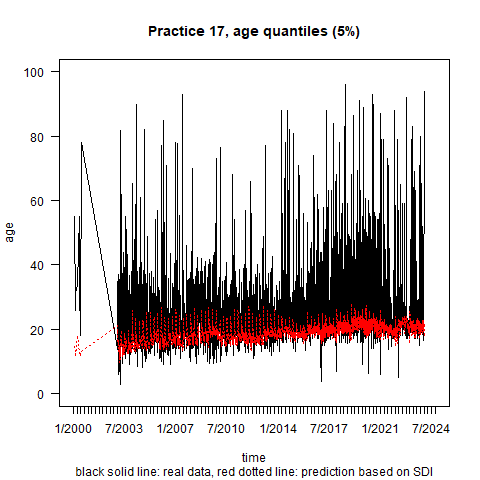 Practice 17, age quantiles (5%)
age
100
80
60
40
20
0
1/2000 7/2003 1/2007 7/2010 1/2014 7/2017 1/2021 7/2024
time
black solid line: real data, red dotted line: prediction based on SDI